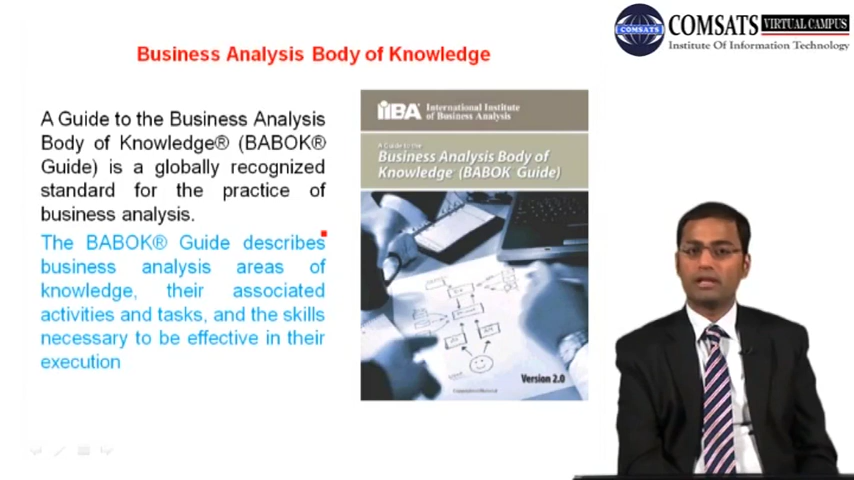 COMSATS
COMSATS
VIRTUAL CAMPUS
Institute Of Information Technology
Business Analysis Body of Knowledge
A Guide to the Business Analysis
Body of Knowledge® (BABOK®
Guide) is a globally recognized
standard for the practice of
business analysis.
The BABOK® Guide describes
business analysis areas of
knowledge, their associated
activities and tasks, and the skills
necessary to be effective in their
execution
IIBA
International Institute
of Business Analysis
A Guide to the
Business Analysis Body of
Knowledge (BABOK Guide)
Version 2.0